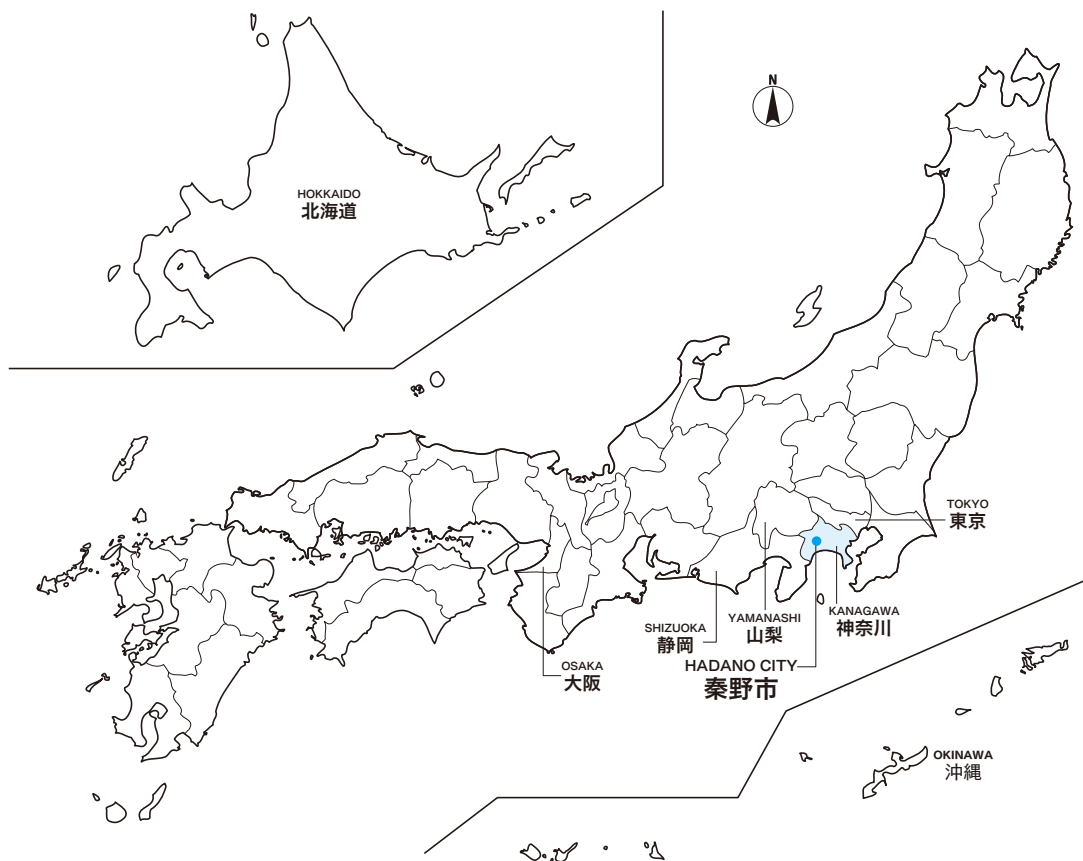 N
HOKKAIDO
北海道
TOKYO
東京
KANAGAWA
神奈川
YAMANASHI
山梨
SHIZUOKA
静岡
HADANO CITY
秦野市
OSAKA
大阪
OKINAWA
沖縄